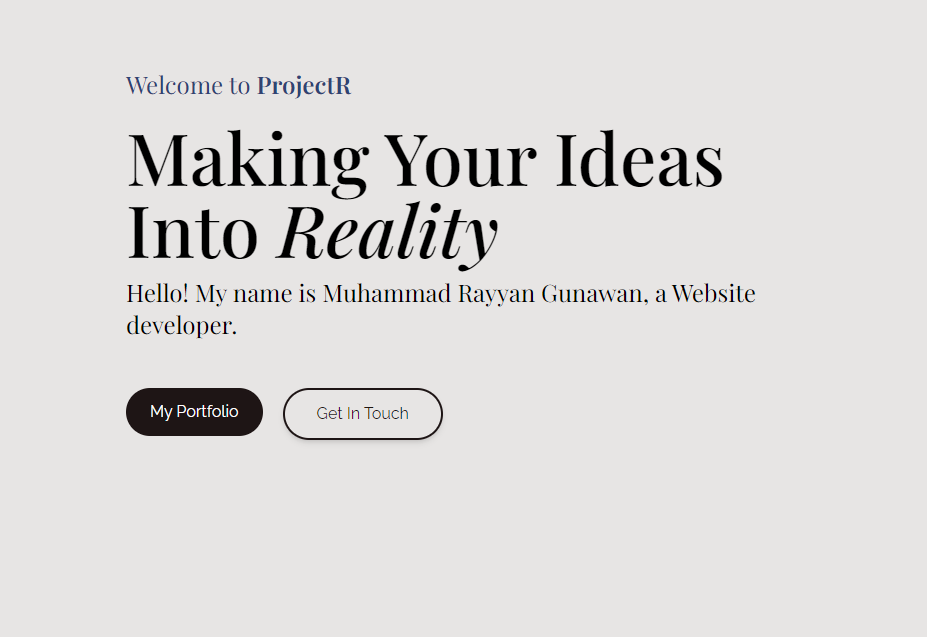 Welcome to ProjectR
Making Your Ideas
Into Reality
Hello! My name is Muhammad Rayyan Gunawan, a Website
developer.
My Portfolio
Get In Touch